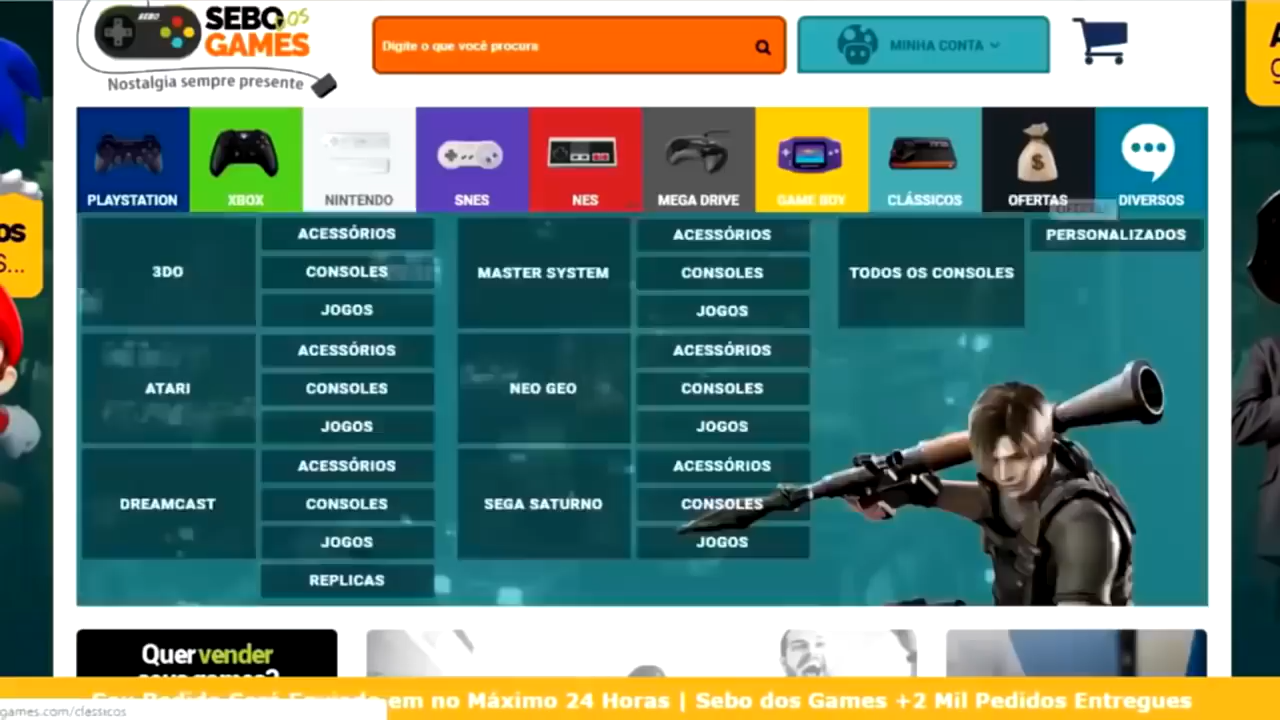 SEBO
SEBO DOS
GAMES
Nostalgia sempre presente
Digite o que você procura
MINHA CONTA
PLAYSTATION
XBOX
NINTENDO
SNES
NES
MEGA DRIVE
GAME BOY
CLÁSSICOS
OFERTAS
DIVERSOS
3DO
ACESSÓRIOS
CONSOLES
JOGOS
MASTER SYSTEM
ACESSÓRIOS
CONSOLES
JOGOS
TODOS OS CONSOLES
PERSONALIZADOS
ATARI
ACESSÓRIOS
CONSOLES
JOGOS
NEO GEO
ACESSÓRIOS
CONSOLES
JOGOS
DREAMCAST
ACESSÓRIOS
CONSOLES
JOGOS
REPLICAS
SEGA SATURNO
ACESSÓRIOS
CONSOLES
JOGOS
Quer vender
seus games?
em no Máximo 24 Horas | Sebo dos Games +2 Mil Pedidos Entregues
games.com/classicos